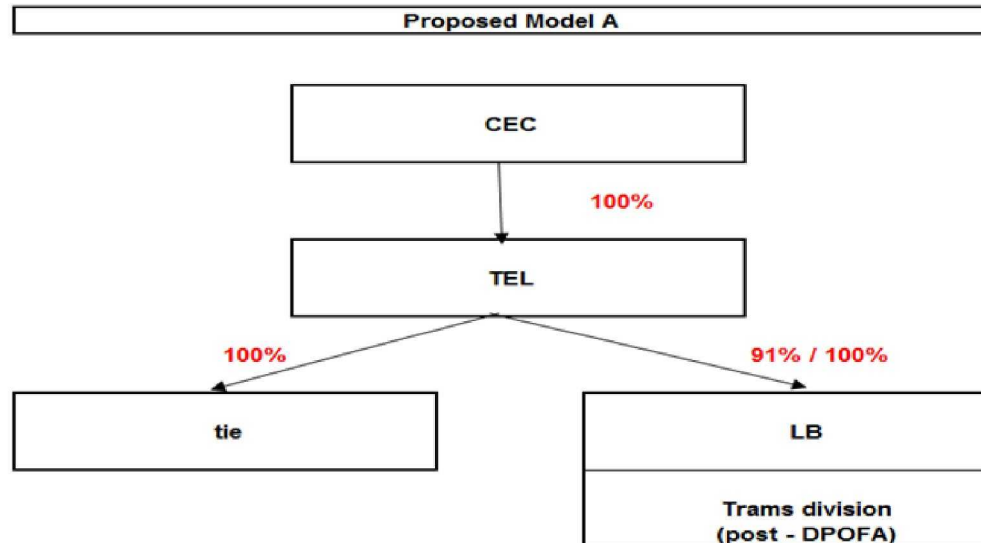 Proposed Model A
CEC
100%
TEL
100%
91% / 100%
tie
LB
Trams division
(post - DPOFA)